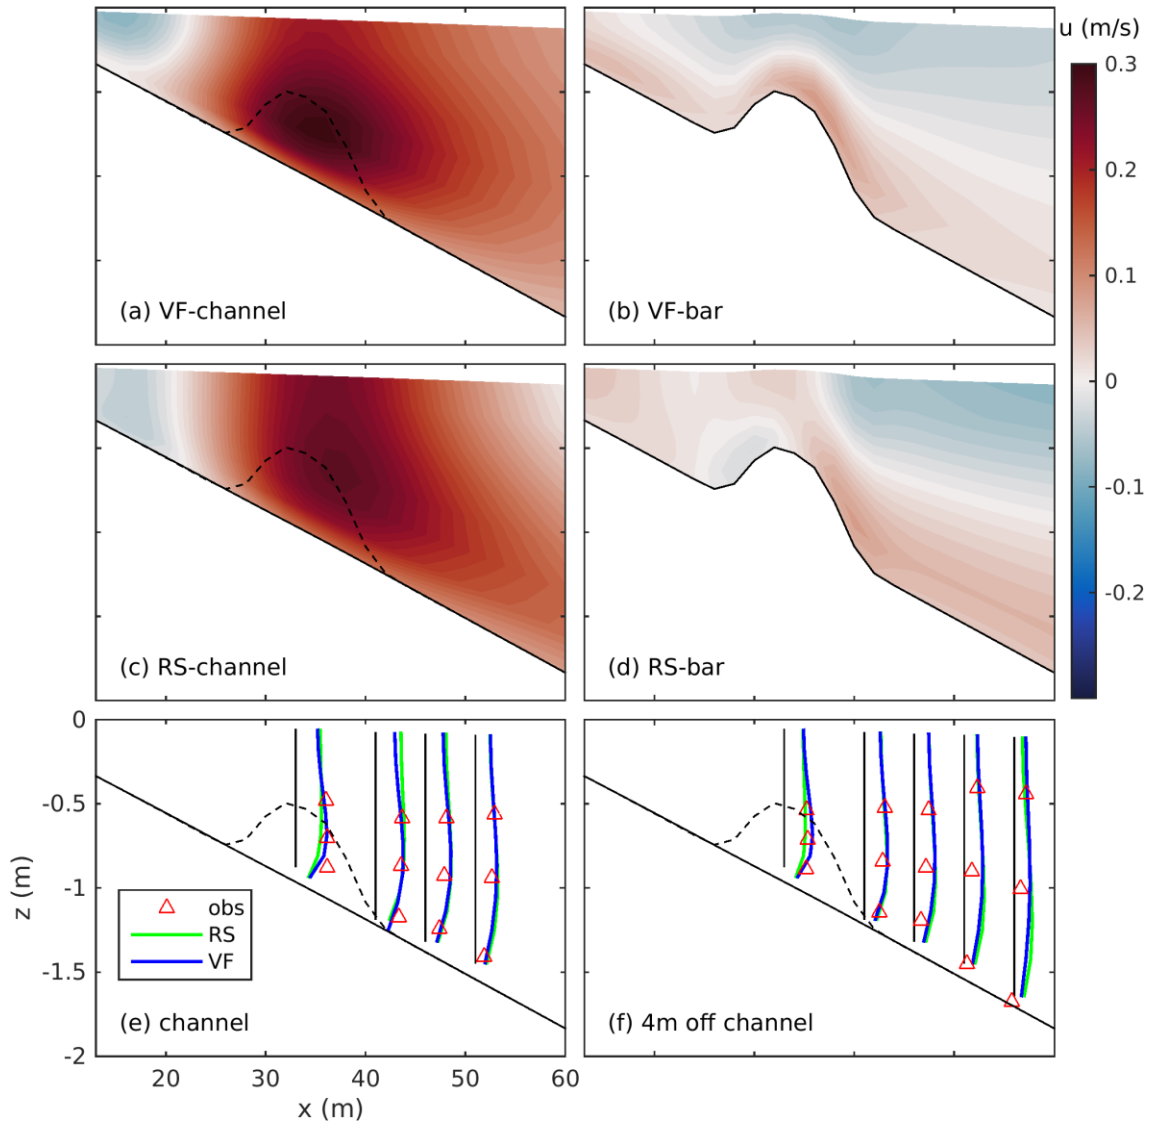 u (m/s)
0.3
0.2
0.1
0
-0.1
-0.2
(a) VF-channel
(b) VF-bar
(c) RS-channel
(d) RS-bar
0
-0.5
-1
-1.5
-2
z (m)
obs
RS
VF
(e) channel
(f) 4m off channel
20
30
40
50
60
x (m)